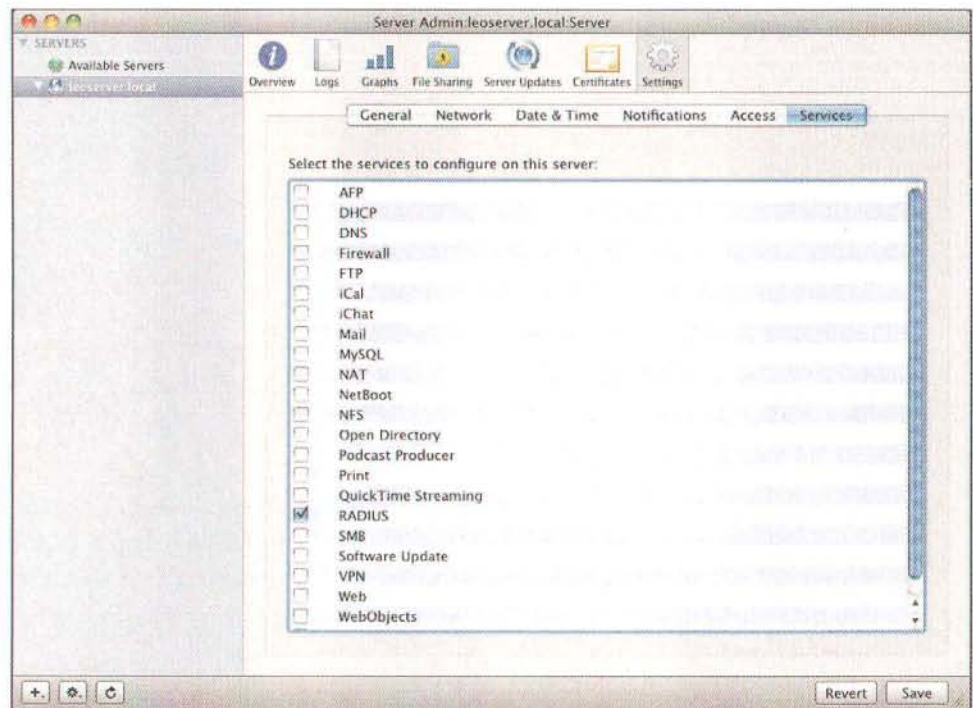 Server Admin:leoserver.local:Server
SERVERS
Available Servers
leoserver.local
Overview Logs Graphs File Sharing Server Updates Certificates Settings
General Network Date & Time Notifications Access Services
Select the services to configure on this server:
AFP
DHCP
DNS
Firewall
FTP
iCal
iChat
Mail
MySQL
NAT
NetBoot
NFS
Open Directory
Podcast Producer
Print
QuickTime Streaming
RADIUS
SMB
Software Update
VPN
Web
WebObjects
Revert Save